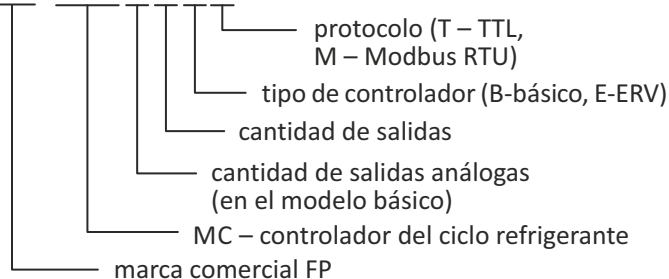 protocolo (T – TTL,
M – Modbus RTU)
tipo de controlador (B-básico, E-ERV)
cantidad de salidas
cantidad de salidas análogas
(en el modelo básico)
MC – controlador del ciclo refrigerante
marca comercial FP